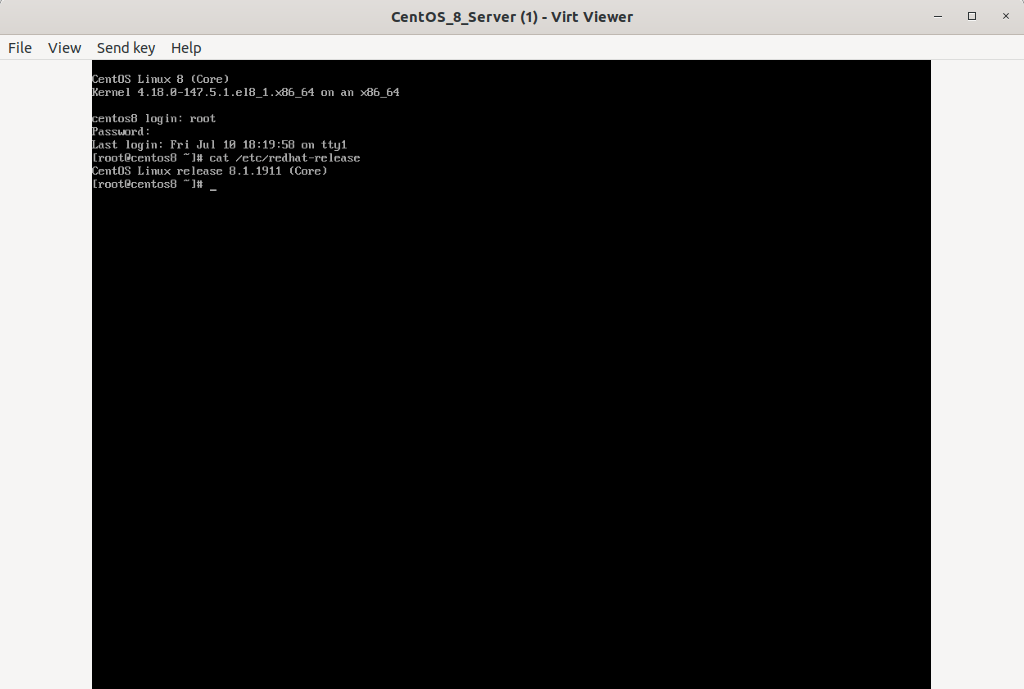 CentOS_8_Server (1) - Virt Viewer
File View Send key Help
CentOS Linux 8 (Core)
Kernel 4.18.0-147.5.1.el8_1.x86_64 on an x86_64
centos8 login: root
Password:
Last login: Fri Jul 10 18:19:58 on tty1
[root@centos8 ~]# cat /etc/redhat-release
CentOS Linux release 8.1.1911 (Core)
[root@centos8 ~]# _